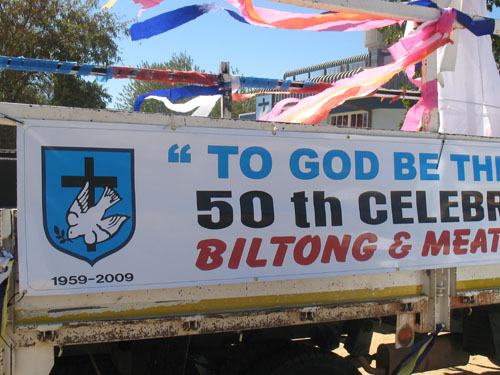 “ TO GOD BE TH
50 th CELEBR
BILTONG & MEAT
1959-2009